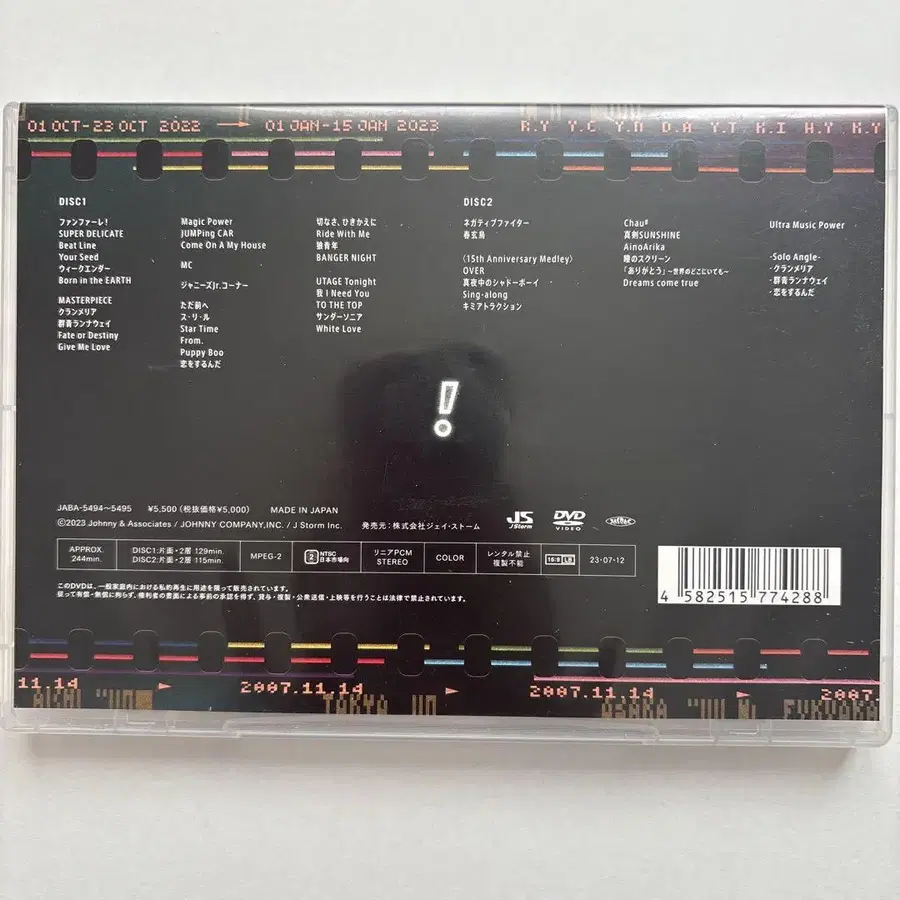 01 OCT-23 OCT 2022 → 01 JAN-15 JAN 2023
R.Y Y.C Y.N D.A Y.T K.I H.Y K.Y
DISC1
ファンファーレ!
SUPER DELICATE
Beat Line
Your Seed
ウィークエンダー
Born in the EARTH
MASTERPIECE
クランメリア
群青ランナウェイ
Fate or Destiny
Give Me Love
Magic Power
JUMPing CAR
Come On A My House
MC
ジャニーズJr.コーナー
ただ前へ
ス・リ・ル
Star Time
From.
Puppy Boo
恋をするんだ
切なさ、ひきかえに
Ride With Me
狼青年
BANGER NIGHT
UTAGE Tonight
我 I Need You
TO THE TOP
サンダーソニア
White Love
DISC2
ネガティブファイター
春玄鳥
〈15th Anniversary Medley〉
OVER
真夜中のシャドーボーイ
Sing-along
キミアトラクション
Chau#
真剣SUNSHINE
AinoArika
瞳のスクリーン
「ありがとう」~世界のどこにいても~
Dreams come true
Ultra Music Power
-Solo Angle-
・クランメリア
・群青ランナウェイ
・恋をするんだ
!
JABA-5494~5495 ¥5,500 (税抜価格¥5,000) MADE IN JAPAN
©2023 Johnny & Associates / JOHNNY COMPANY,INC. / J Storm Inc. 発売元:株式会社ジェイ・ストーム
JS JStorm DVD VIDEO
APPROX. 244min.
DISC1:片面・2層 129min.
DISC2:片面・2層 115min.
MPEG-2
2 NTSC 日本市場向
リニアPCM STEREO
COLOR
レンタル禁止 複製不能
16:9 LB
23・07・12
このDVDは、一般家庭内における私的再生に用途を限って販売されています。
従って有償・無償に拘らず、権利者の書面による事前の承諾を得ず、貸与・複製・公衆送信・上映等を行うことは法律で禁止されています。
4 582515 774288
11.14 2007.11.14 2007.11.14 2007.